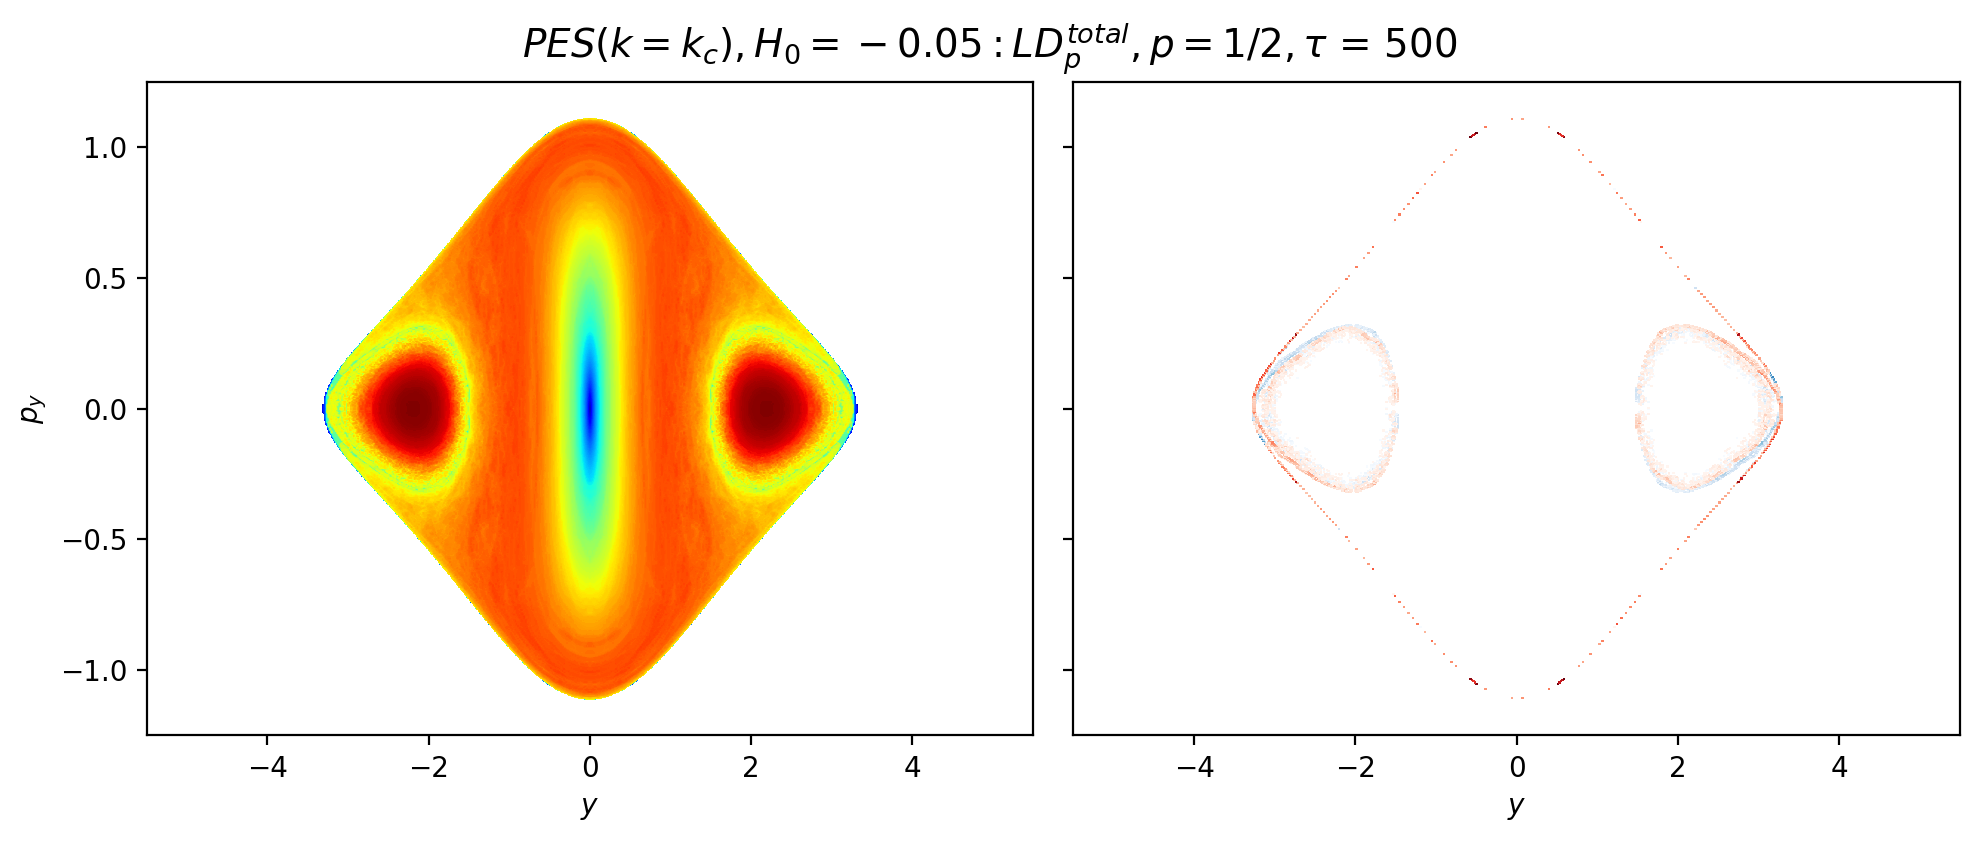 PES(k = k_c), H_0 = −0.05 : LD_p^{total}, p = 1/2, τ = 500
1.0
0.5
0.0
−0.5
−1.0
p_y
−4 −2 0 2 4
−4 −2 0 2 4
y
y